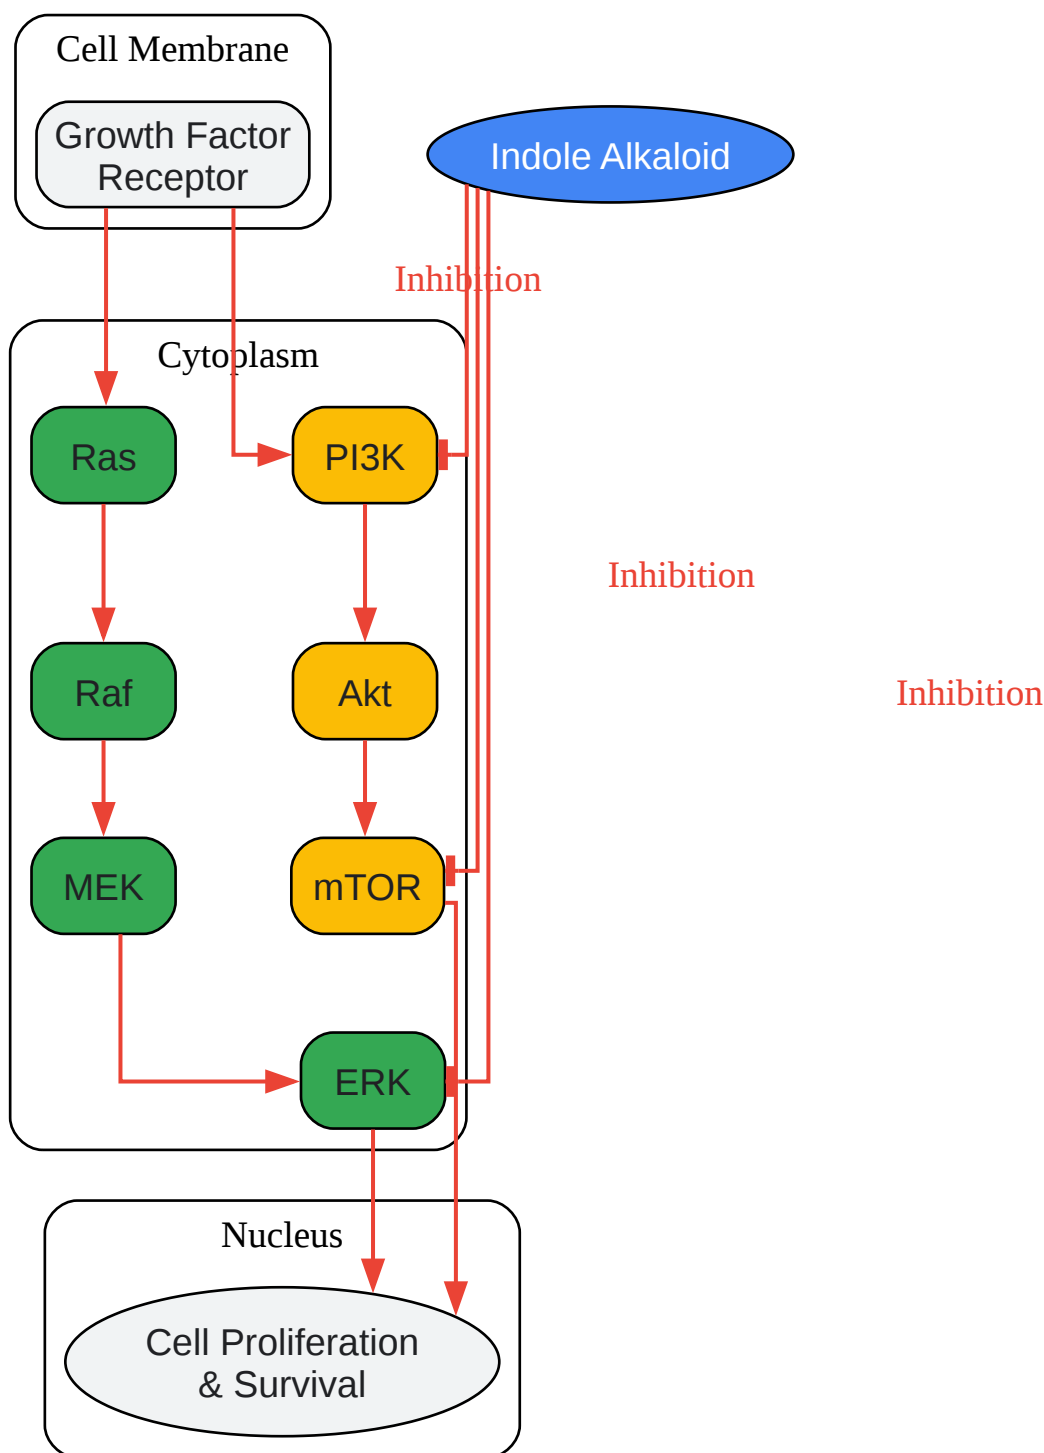 Cell Membrane
Growth Factor
Receptor
Indole Alkaloid
Inhibition
Cytoplasm
Ras
PI3K
Inhibition
Raf
Akt
Inhibition
MEK
mTOR
ERK
Nucleus
Cell Proliferation
& Survival